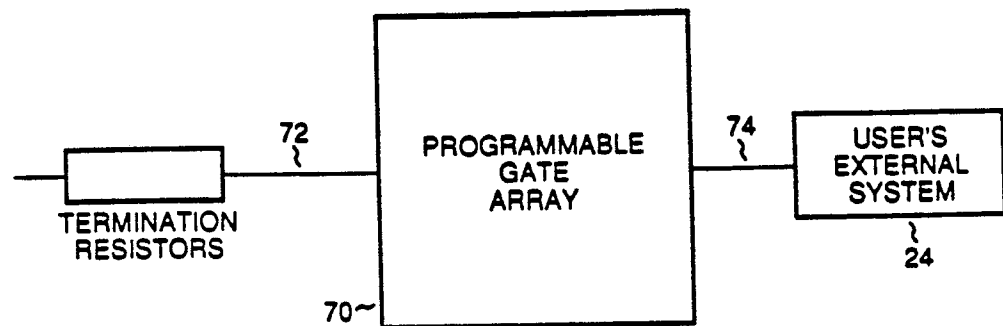 72
TERMINATION
RESISTORS
PROGRAMMABLE
GATE
ARRAY
70
74
USER'S
EXTERNAL
SYSTEM
24